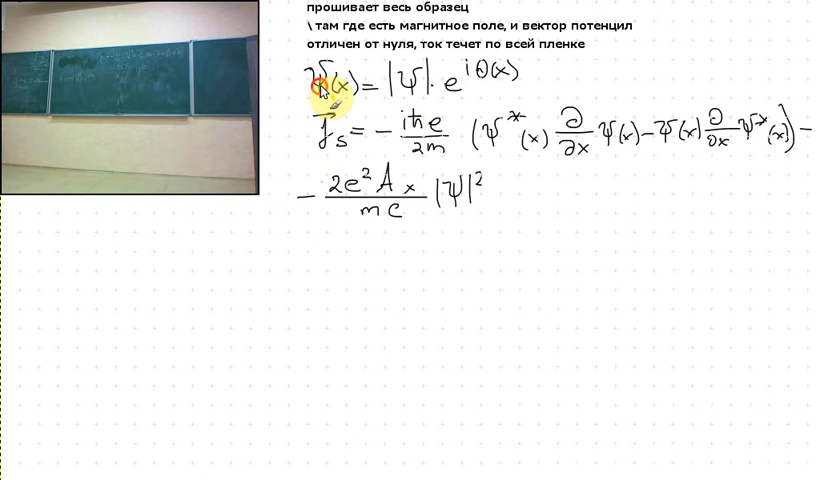 прошивает весь образец
\ там где есть магнитное поле, и вектор потенцил
отличен от нуля, ток течет по всей пленке
Ψ(x) = |Ψ| · e^{iθ(x)}
j⃗_s = - iħe/2m (Ψ*(x) ∂/∂x Ψ(x) - Ψ(x) ∂/∂x Ψ*(x)) -
- 2e²A_x/mc |Ψ|²